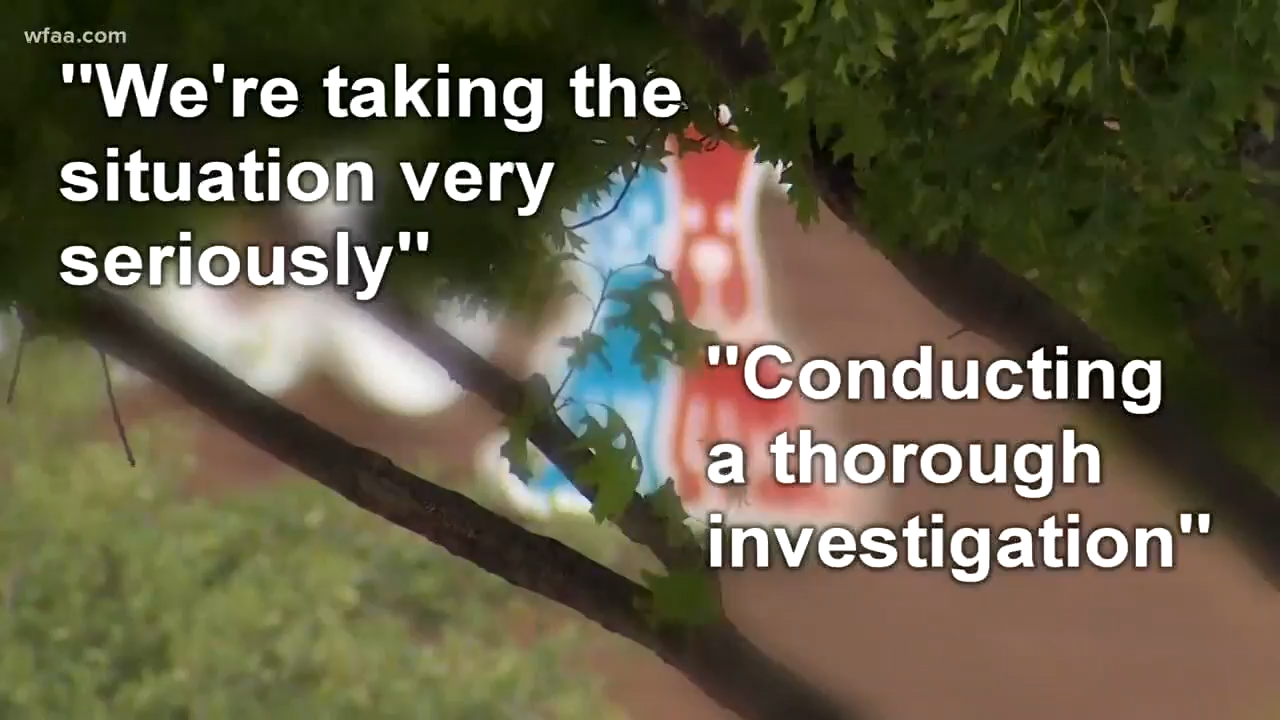 wfaa.com
"We're taking the
situation very
seriously"
"Conducting
a thorough
investigation"